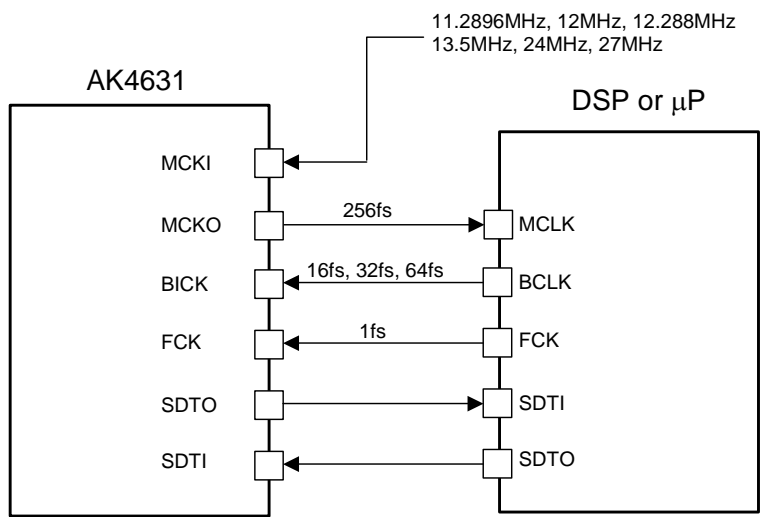 11.2896MHz, 12MHz, 12.288MHz
13.5MHz, 24MHz, 27MHz
AK4631
DSP or μP
MCKI
MCKO
256fs
MCLK
BICK
16fs, 32fs, 64fs
BCLK
FCK
1fs
FCK
SDTO
SDTI
SDTI
SDTO